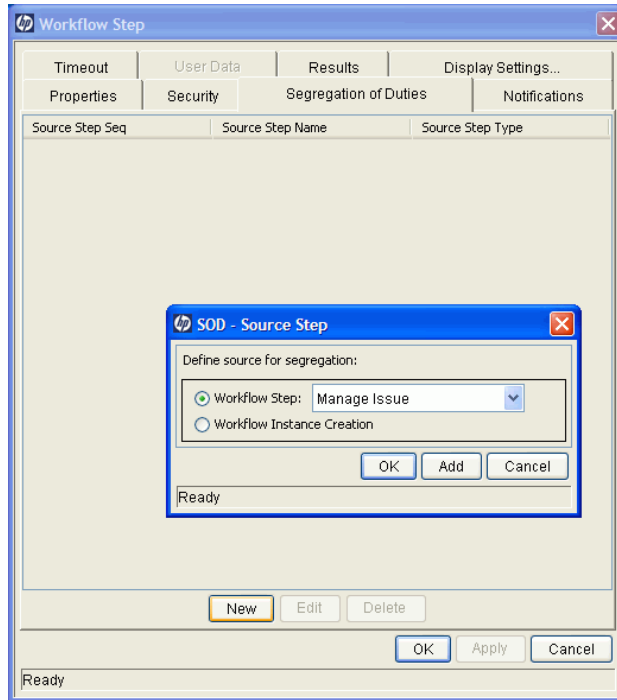 hp Workflow Step
Timeout User Data Results Display Settings...
Properties Security Segregation of Duties Notifications
Source Step Seq Source Step Name Source Step Type
hp SOD - Source Step
Define source for segregation:
Workflow Step: Manage Issue
Workflow Instance Creation
OK Add Cancel
Ready
New Edit Delete
OK Apply Cancel
Ready